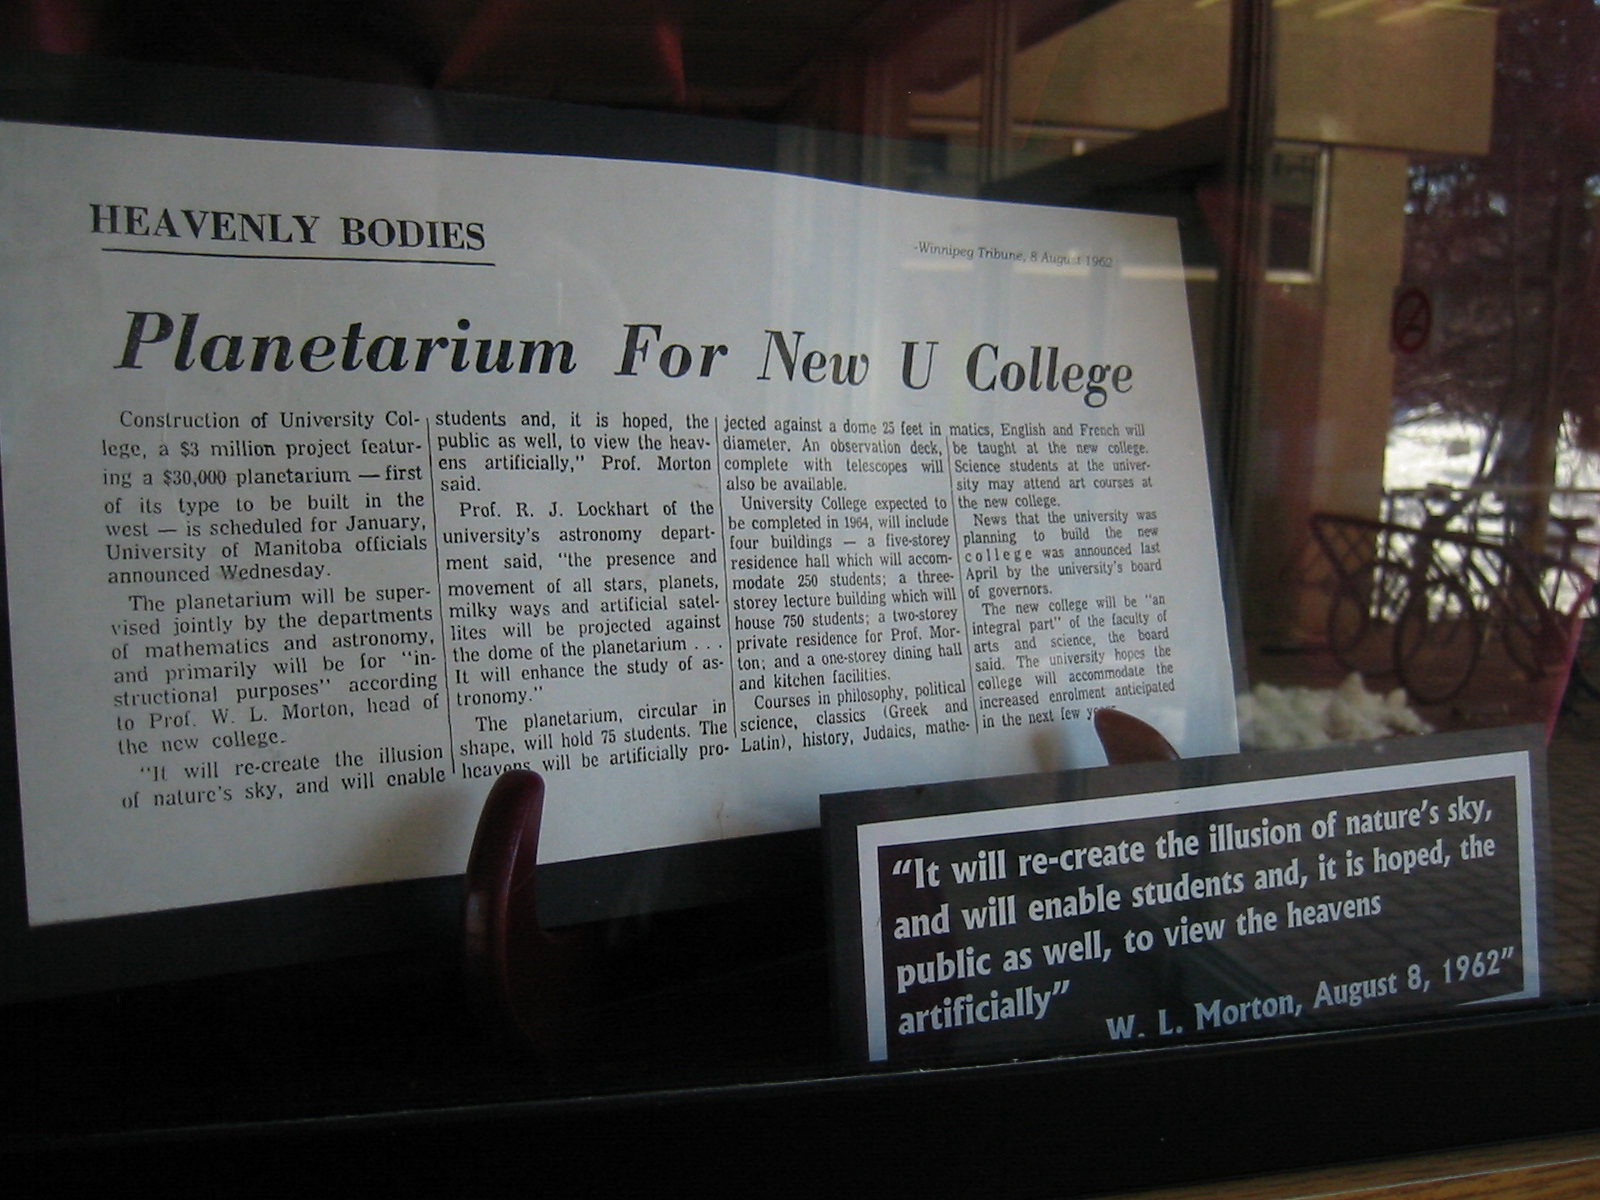 HEAVENLY BODIES
-Winnipeg Tribune, 8 August 1962
Planetarium For New U College
Construction of University Col-
lege, a $3 million project featur-
ing a $30,000 planetarium — first
of its type to be built in the
west — is scheduled for January,
University of Manitoba officials
announced Wednesday.
The planetarium will be super-
vised jointly by the departments
of mathematics and astronomy,
and primarily will be for "in-
structional purposes" according
to Prof. W. L. Morton, head of
the new college.
"It will re-create the illusion
of nature's sky, and will enable
students and, it is hoped, the
public as well, to view the heav-
ens artificially," Prof. Morton
said.
Prof. R. J. Lockhart of the
university's astronomy depart-
ment said, "the presence and
movement of all stars, planets,
milky ways and artificial satel-
lites will be projected against
the dome of the planetarium . . .
It will enhance the study of as-
tronomy."
The planetarium, circular in
shape, will hold 75 students. The
heavens will be artificially pro-
jected against a dome 25 feet in
diameter. An observation deck,
complete with telescopes will
also be available.
University College expected to
be completed in 1964, will include
four buildings — a five-storey
residence hall which will accom-
modate 250 students; a three-
storey lecture building which will
house 750 students; a two-storey
private residence for Prof. Mor-
ton; and a one-storey dining hall
and kitchen facilities.
Courses in philosophy, political
science, classics (Greek and
Latin), history, Judaics, mathe-
matics, English and French will
be taught at the new college.
Science students at the univer-
sity may attend art courses at
the new college.
News that the university was
planning to build the new
college was announced last
April by the university's board
of governors.
The new college will be "an
integral part" of the faculty of
arts and science, the board
said. The university hopes the
college will accommodate the
increased enrolment anticipated
in the next few
"It will re-create the illusion of nature's sky,
and will enable students and, it is hoped, the
public as well, to view the heavens
artificially"
W. L. Morton, August 8, 1962"